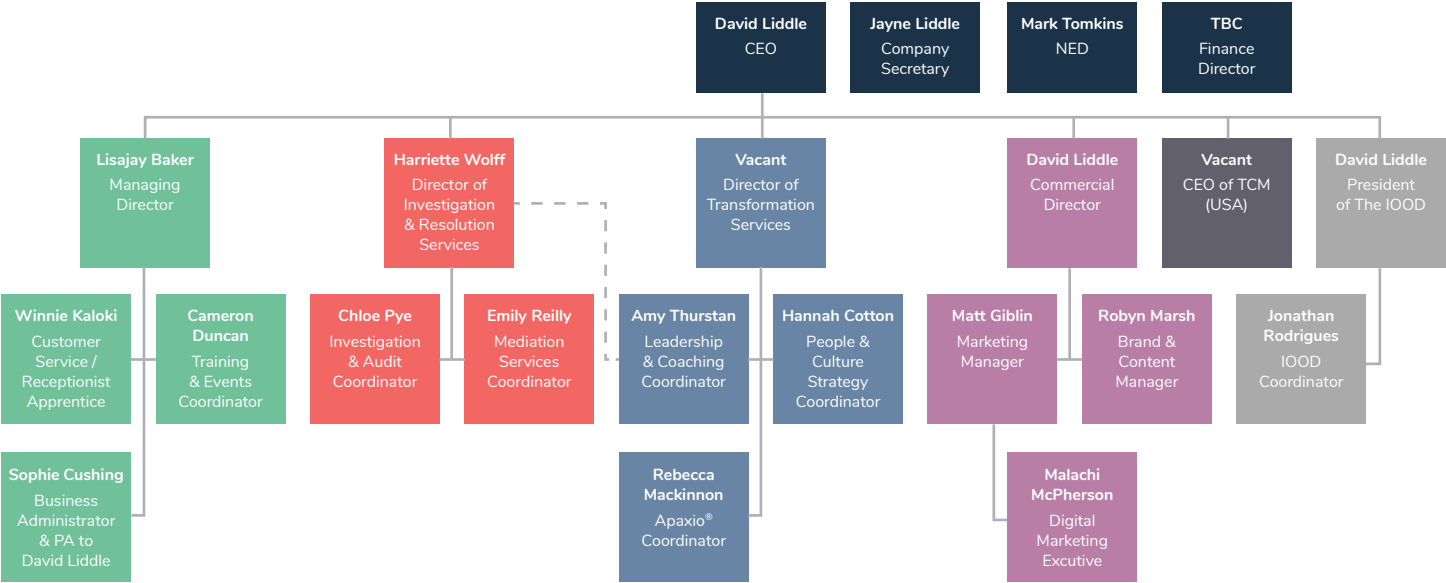 David Liddle
CEO
Jayne Liddle
Company
Secretary
Mark Tomkins
NED
TBC
Finance
Director
Lisajay Baker
Managing
Director
Harriette Wolff
Director of
Investigation
& Resolution
Services
Vacant
Director of
Transformation
Services
David Liddle
Commercial
Director
Vacant
CEO of TCM
(USA)
David Liddle
President
of The IOOD
Winnie Kaloki
Customer
Service /
Receptionist
Apprentice
Cameron
Duncan
Training
& Events
Coordinator
Chloe Pye
Investigation
& Audit
Coordinator
Emily Reilly
Mediation
Services
Coordinator
Amy Thurstan
Leadership
& Coaching
Coordinator
Hannah Cotton
People &
Culture
Strategy
Coordinator
Matt Giblin
Marketing
Manager
Robyn Marsh
Brand &
Content
Manager
Jonathan
Rodrigues
IOOD
Coordinator
Sophie Cushing
Business
Administrator
& PA to
David Liddle
Rebecca
Mackinnon
Apaxio®
Coordinator
Malachi
McPherson
Digital
Marketing
Excutive